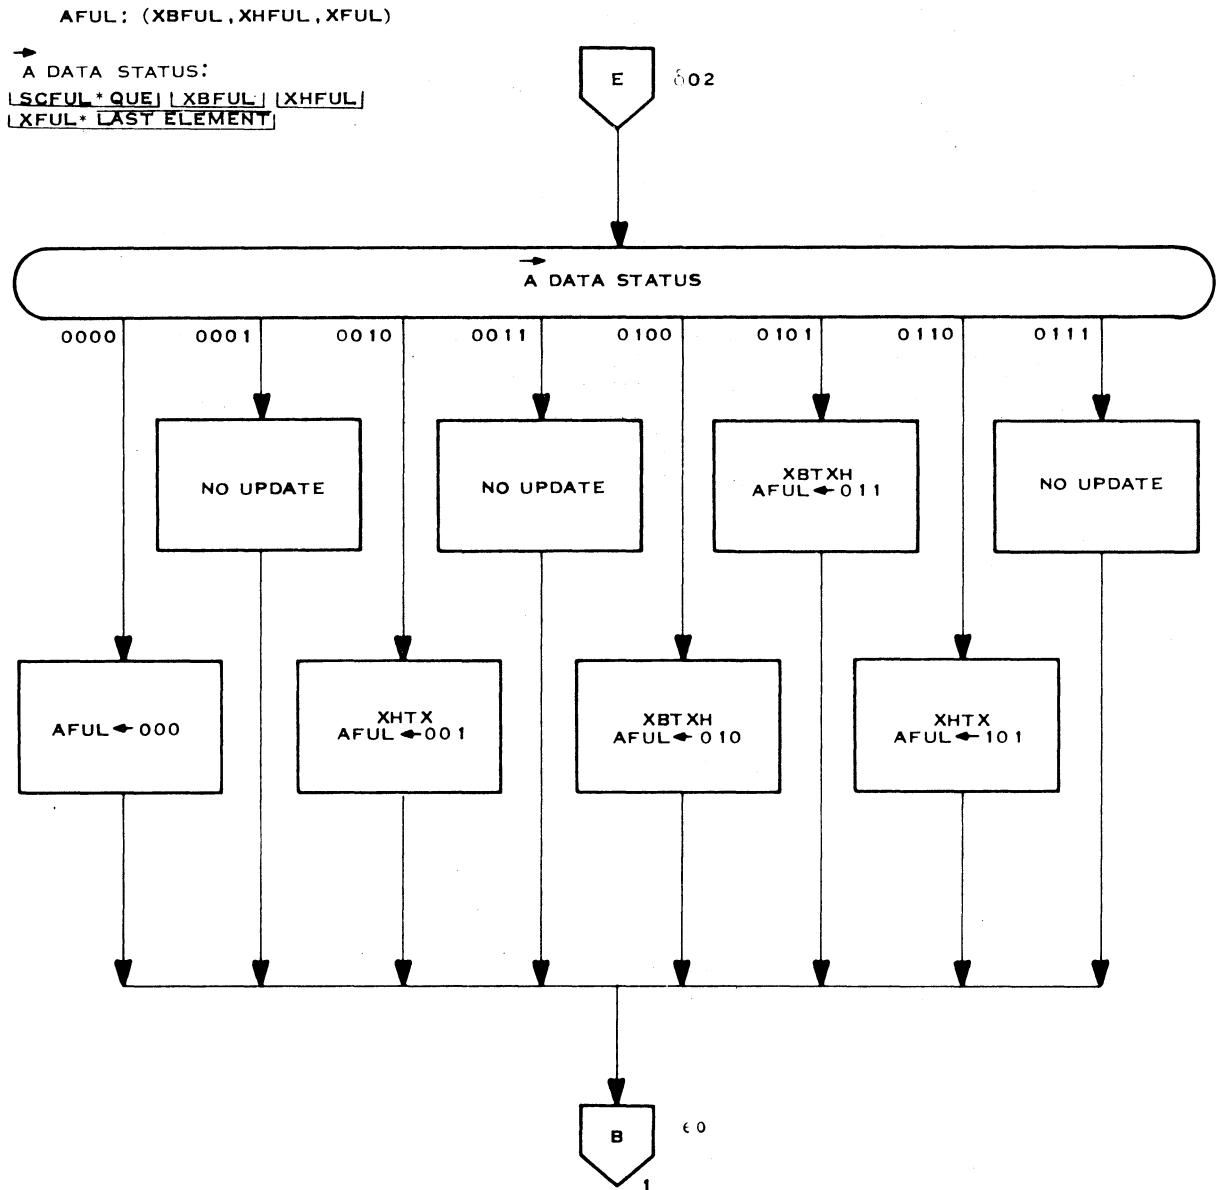 AFUL: (XBFUL, XHFUL, XFUL)
A DATA STATUS:
SCFUL* QUE XBFUL XHFUL
XFUL* LAST ELEMENT
E δ02
A DATA STATUS
0000 0001 0010 0011 0100 0101 0110 0111
NO UPDATE
NO UPDATE
XBTXH
AFUL←011
NO UPDATE
AFUL←000
XHTX
AFUL←001
XBTXH
AFUL←010
XHTX
AFUL←101
B ϵ0
1